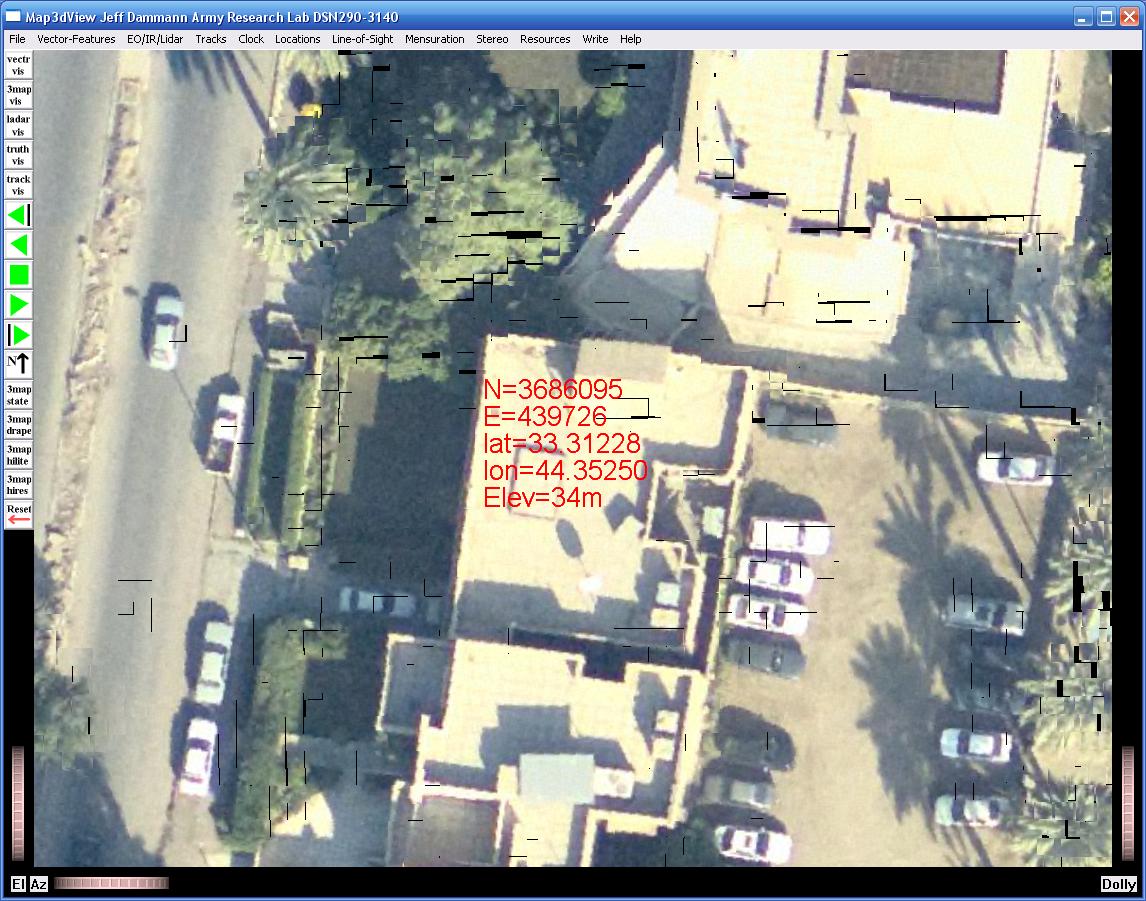 Map3dView Jeff Dammann Army Research Lab DSN290-3140
File Vector-Features EO/IR/Lidar Tracks Clock Locations Line-of-Sight Mensuration Stereo Resources Write Help
vectr
vis
3map
vis
ladar
vis
truth
vis
track
vis
N
3map
state
3map
drape
3map
hilite
3map
hires
Reset
N=3686095
E=439726
lat=33.31228
lon=44.35250
Elev=34m
El Az Dolly